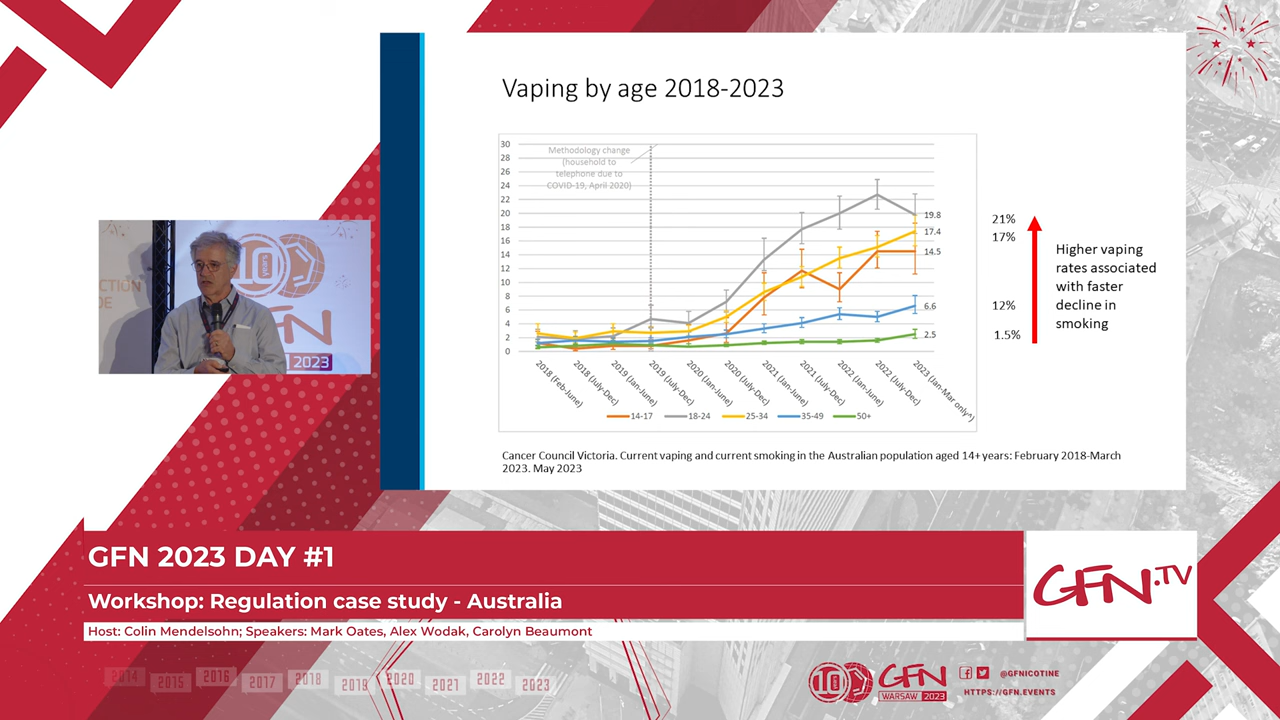 Vaping by age 2018-2023
30
28
26
24
22
20
18
16
14
12
10
8
6
4
2
0
Methodology change
(household to
telephone due to
COVID-19, April 2020)
19.8
17.4
14.5
6.6
2.5
2018 (Feb-June)
2018 (July-Dec)
2019 (Jan-June)
2019 (July-Dec)
2020 (Jan-June)
2020 (July-Dec)
2021 (Jan-June)
2021 (July-Dec)
2022 (Jan-June)
2022 (July-Dec)
2023 (Jan-Mar only^)
14-17 18-24 25-34 35-49 50+
21%
17%
12%
1.5%
Higher vaping
rates associated
with faster
decline in
smoking
Cancer Council Victoria. Current vaping and current smoking in the Australian population aged 14+ years: February 2018-March
2023. May 2023
10
GFN
2023
GFN 2023 DAY #1
Workshop: Regulation case study - Australia
Host: Colin Mendelsohn; Speakers: Mark Oates, Alex Wodak, Carolyn Beaumont
GFN.TV
2014 2015 2016 2017 2018 2019 2020 2021 2022 2023
10 GFN
WARSAW 2023
@GFNICOTINE
HTTPS://GFN.EVENTS